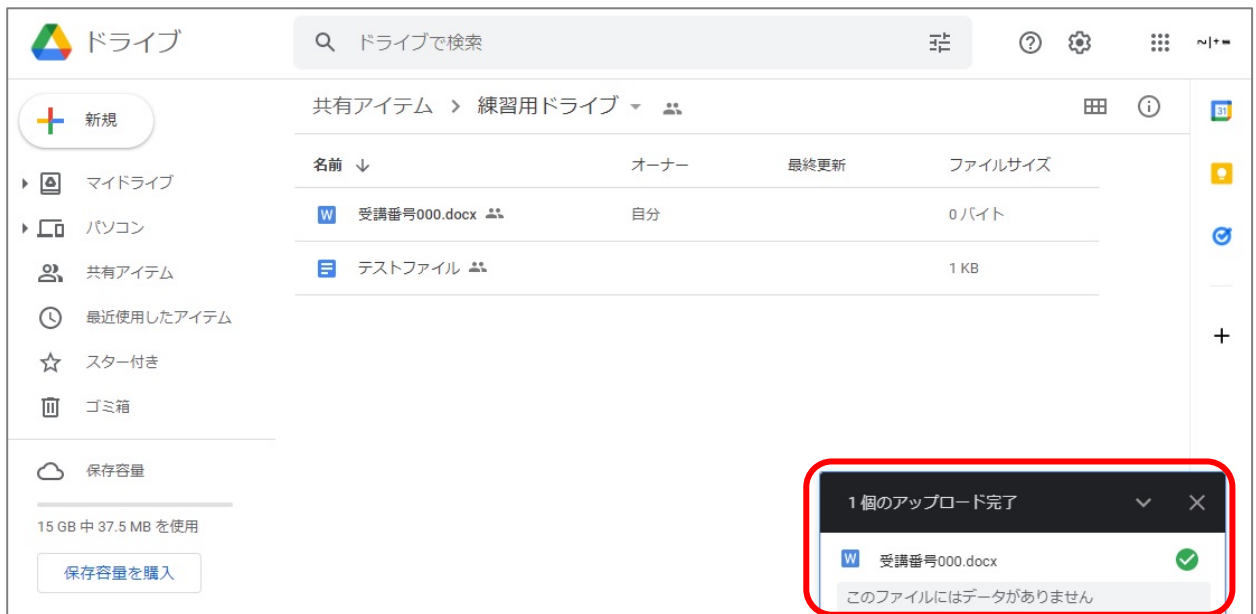 ドライブ
ドライブで検索
新規
マイドライブ
パソコン
共有アイテム
最近使用したアイテム
スター付き
ゴミ箱
保存容量
15 GB 中 37.5 MB を使用
保存容量を購入
共有アイテム > 練習用ドライブ
名前 オーナー 最終更新 ファイルサイズ
W 受講番号000.docx 自分 0 バイト
テストファイル 1 KB
31
1 個のアップロード完了
W 受講番号000.docx
このファイルにはデータがありません